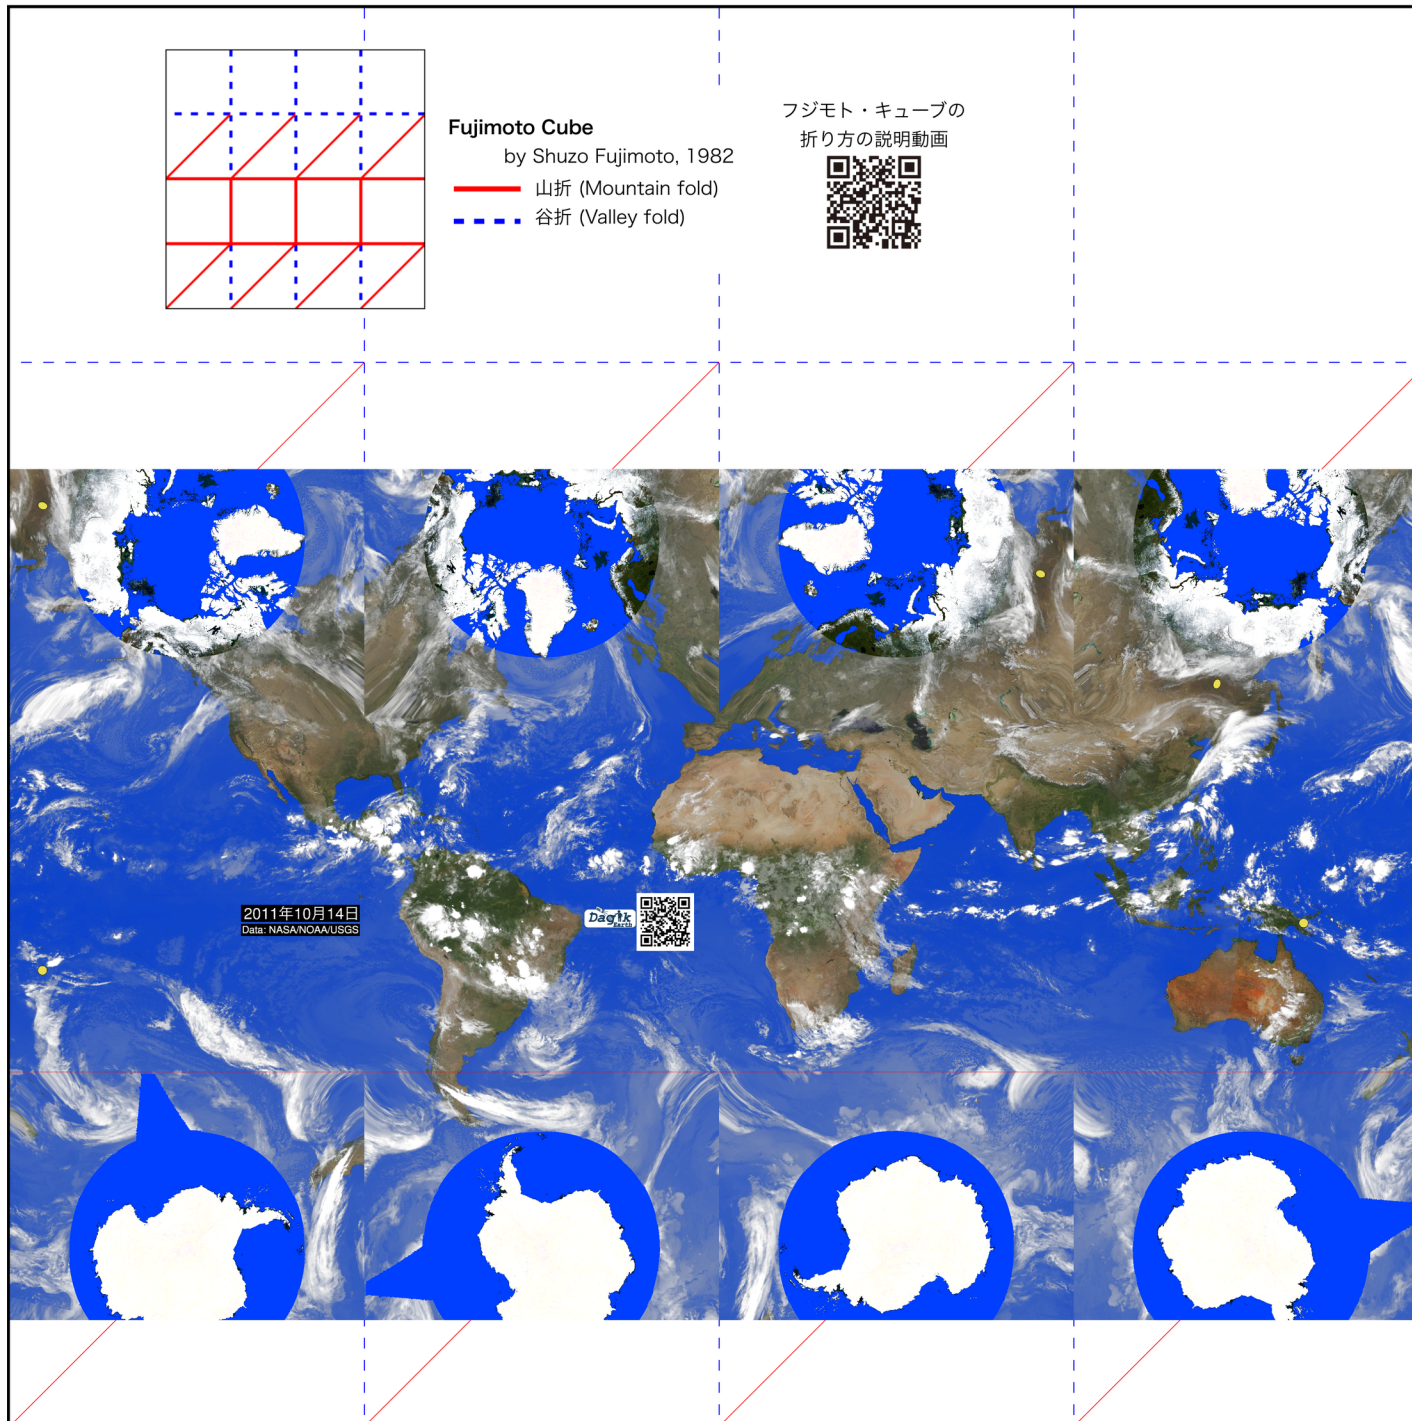 Fujimoto Cube
by Shuzo Fujimoto, 1982
山折 (Mountain fold)
谷折 (Valley fold)
フジモト・キューブの
折り方の説明動画
2011年10月14日
Data: NASA/NOAA/USGS
Dagik
Earth